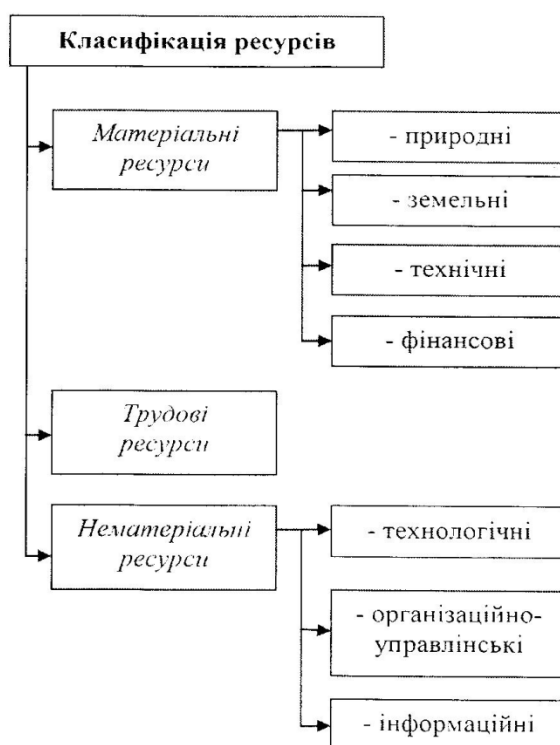 Класифікація ресурсів
Матеріальні
ресурси
- природні
- земельні
- технічні
- фінансові
Трудові
ресурси
Нематеріальні
ресурси
- технологічні
- організаційно-
управлінські
- інформаційні